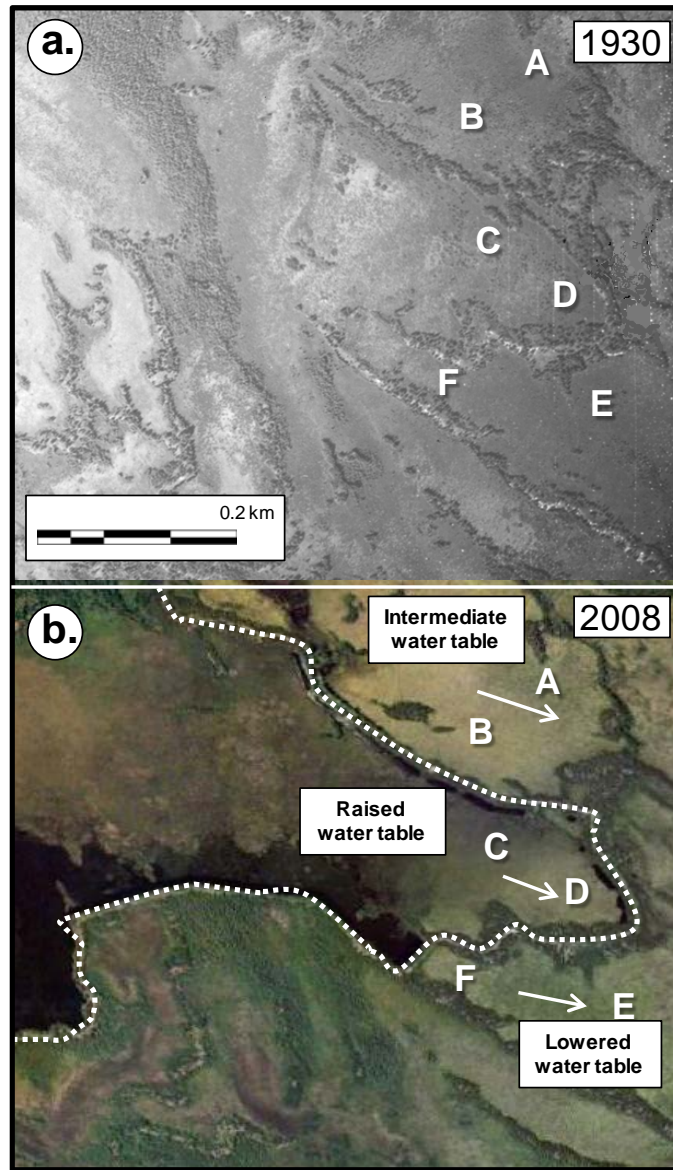 a.
1930
A
B
C
D
F
E
0.2 km
b.
2008
Intermediate
water table
A
B
Raised
water table
C
D
F
E
Lowered
water table